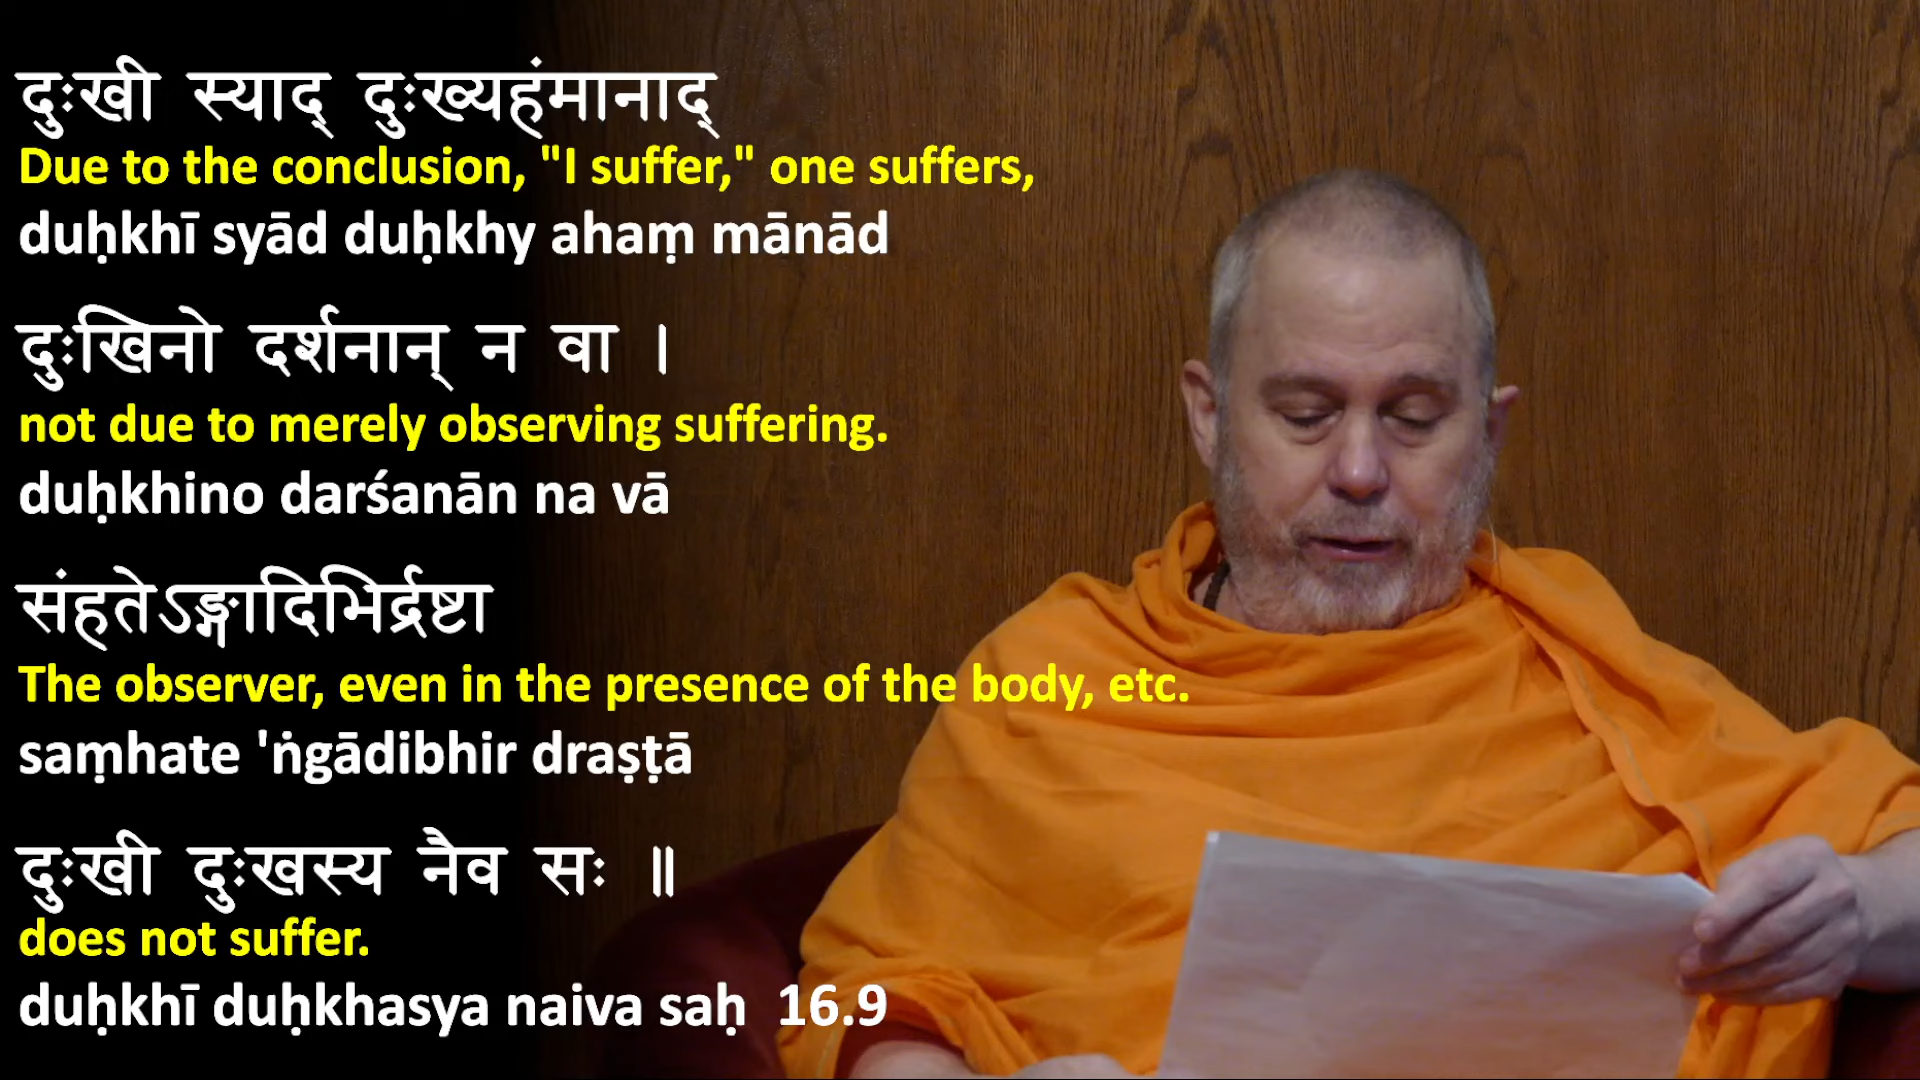 दुःखी स्याद् दुःख्यहंमानाद्
Due to the conclusion, "I suffer," one suffers,
duḥkhī syād duḥkhy ahaṃ mānād
दुःखिनो दर्शनान् न वा ।
not due to merely observing suffering.
duḥkhino darśanān na vā
संहतेऽङ्गादिभिर्द्रष्टा
The observer, even in the presence of the body, etc.
saṃhate 'ṅgādibhir draṣṭā
दुःखी दुःखस्य नैव सः ॥
does not suffer.
duḥkhī duḥkhasya naiva saḥ 16.9